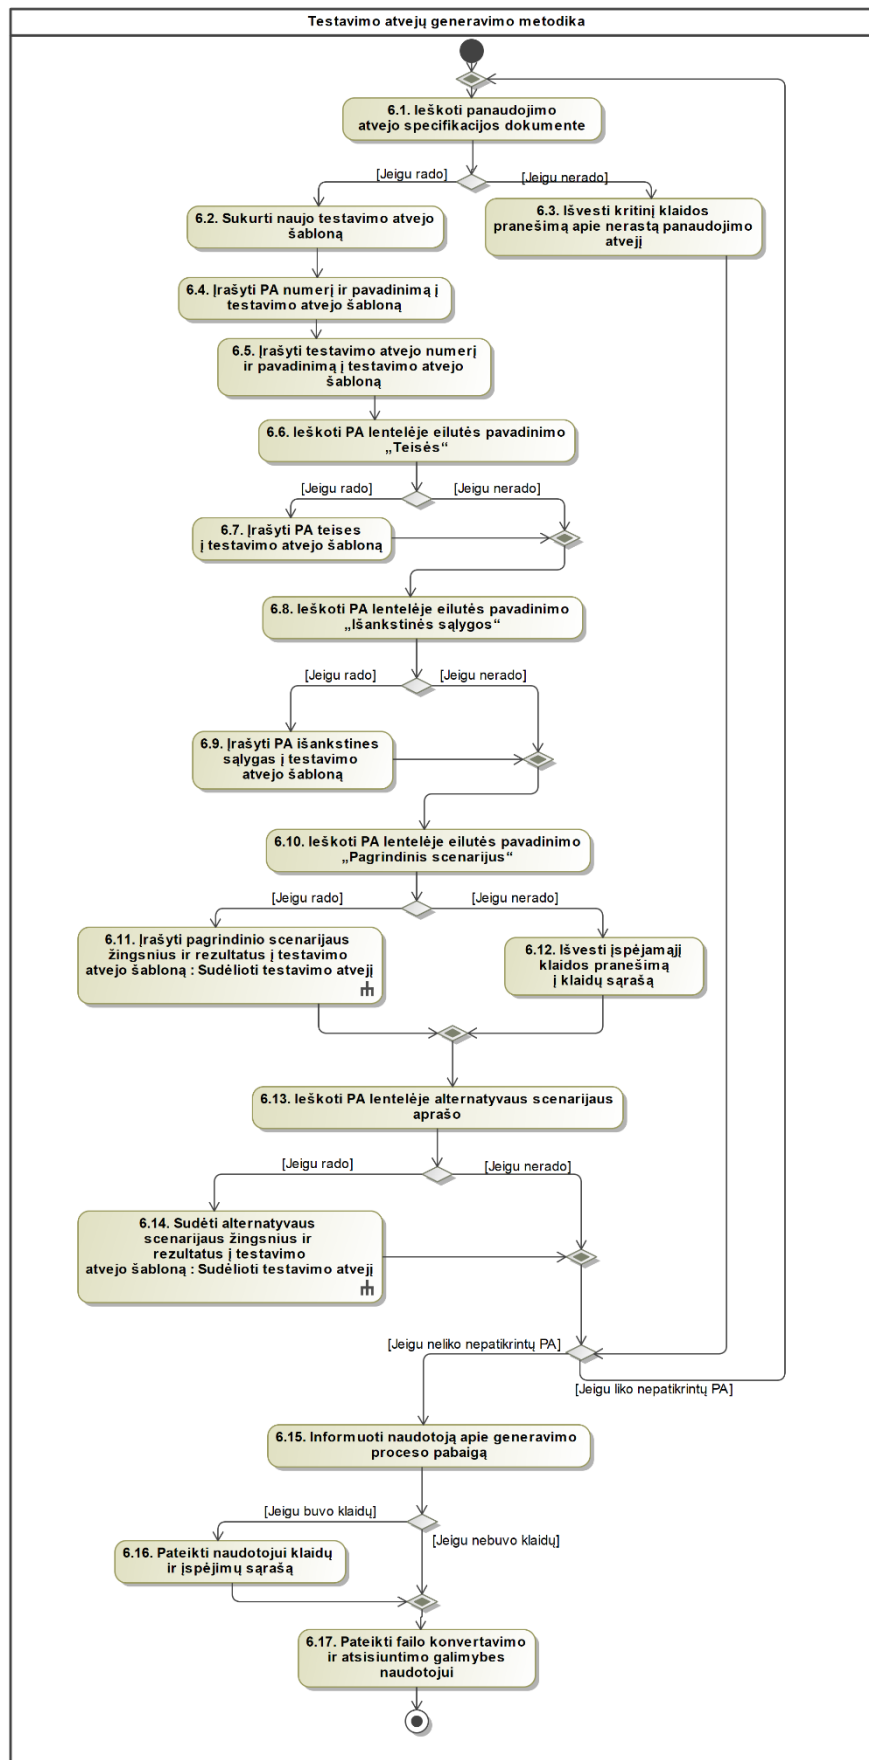 Testavimo atvejų generavimo metodika
6.1. Ieškoti panaudojimo
atvejo specifikacijos dokumente
[Jeigu rado]
[Jeigu nerado]
6.2. Sukurti naujo testavimo atvejo
šabloną
6.3. Išvesti kritinį klaidos
pranešimą apie nerastą panaudojimo
atvejį
6.4. Įrašyti PA numerį ir pavadinimą į
testavimo atvejo šabloną
6.5. Įrašyti testavimo atvejo numerį
ir pavadinimą į testavimo atvejo
šabloną
6.6. Ieškoti PA lentelėje eilutės pavadinimo
„Teisės“
[Jeigu rado]
[Jeigu nerado]
6.7. Įrašyti PA teises
į testavimo atvejo šabloną
6.8. Ieškoti PA lentelėje eilutės pavadinimo
„Išankstinės sąlygos“
[Jeigu rado]
[Jeigu nerado]
6.9. Įrašyti PA išankstines
sąlygas į testavimo
atvejo šabloną
6.10. Ieškoti PA lentelėje eilutės pavadinimo
„Pagrindinis scenarijus“
[Jeigu rado]
[Jeigu nerado]
6.11. Įrašyti pagrindinio scenarijaus
žingsnius ir rezultatus į testavimo
atvejo šabloną : Sudėlioti testavimo atvejį
6.12. Išvesti įspėjamąjį
klaidos pranešimą
į klaidų sąrašą
6.13. Ieškoti PA lentelėje alternatyvaus scenarijaus
aprašo
[Jeigu rado]
[Jeigu nerado]
6.14. Sudėti alternatyvaus
scenarijaus žingsnius ir
rezultatus į testavimo
atvejo šabloną : Sudėlioti testavimo atvejį
[Jeigu neliko nepatikrintų PA]
[Jeigu liko nepatikrintų PA]
6.15. Informuoti naudotoją apie generavimo
proceso pabaigą
[Jeigu buvo klaidų]
[Jeigu nebuvo klaidų]
6.16. Pateikti naudotojui klaidų
ir įspėjimų sąrašą
6.17. Pateikti failo konvertavimo
ir atsisiuntimo galimybes
naudotojui